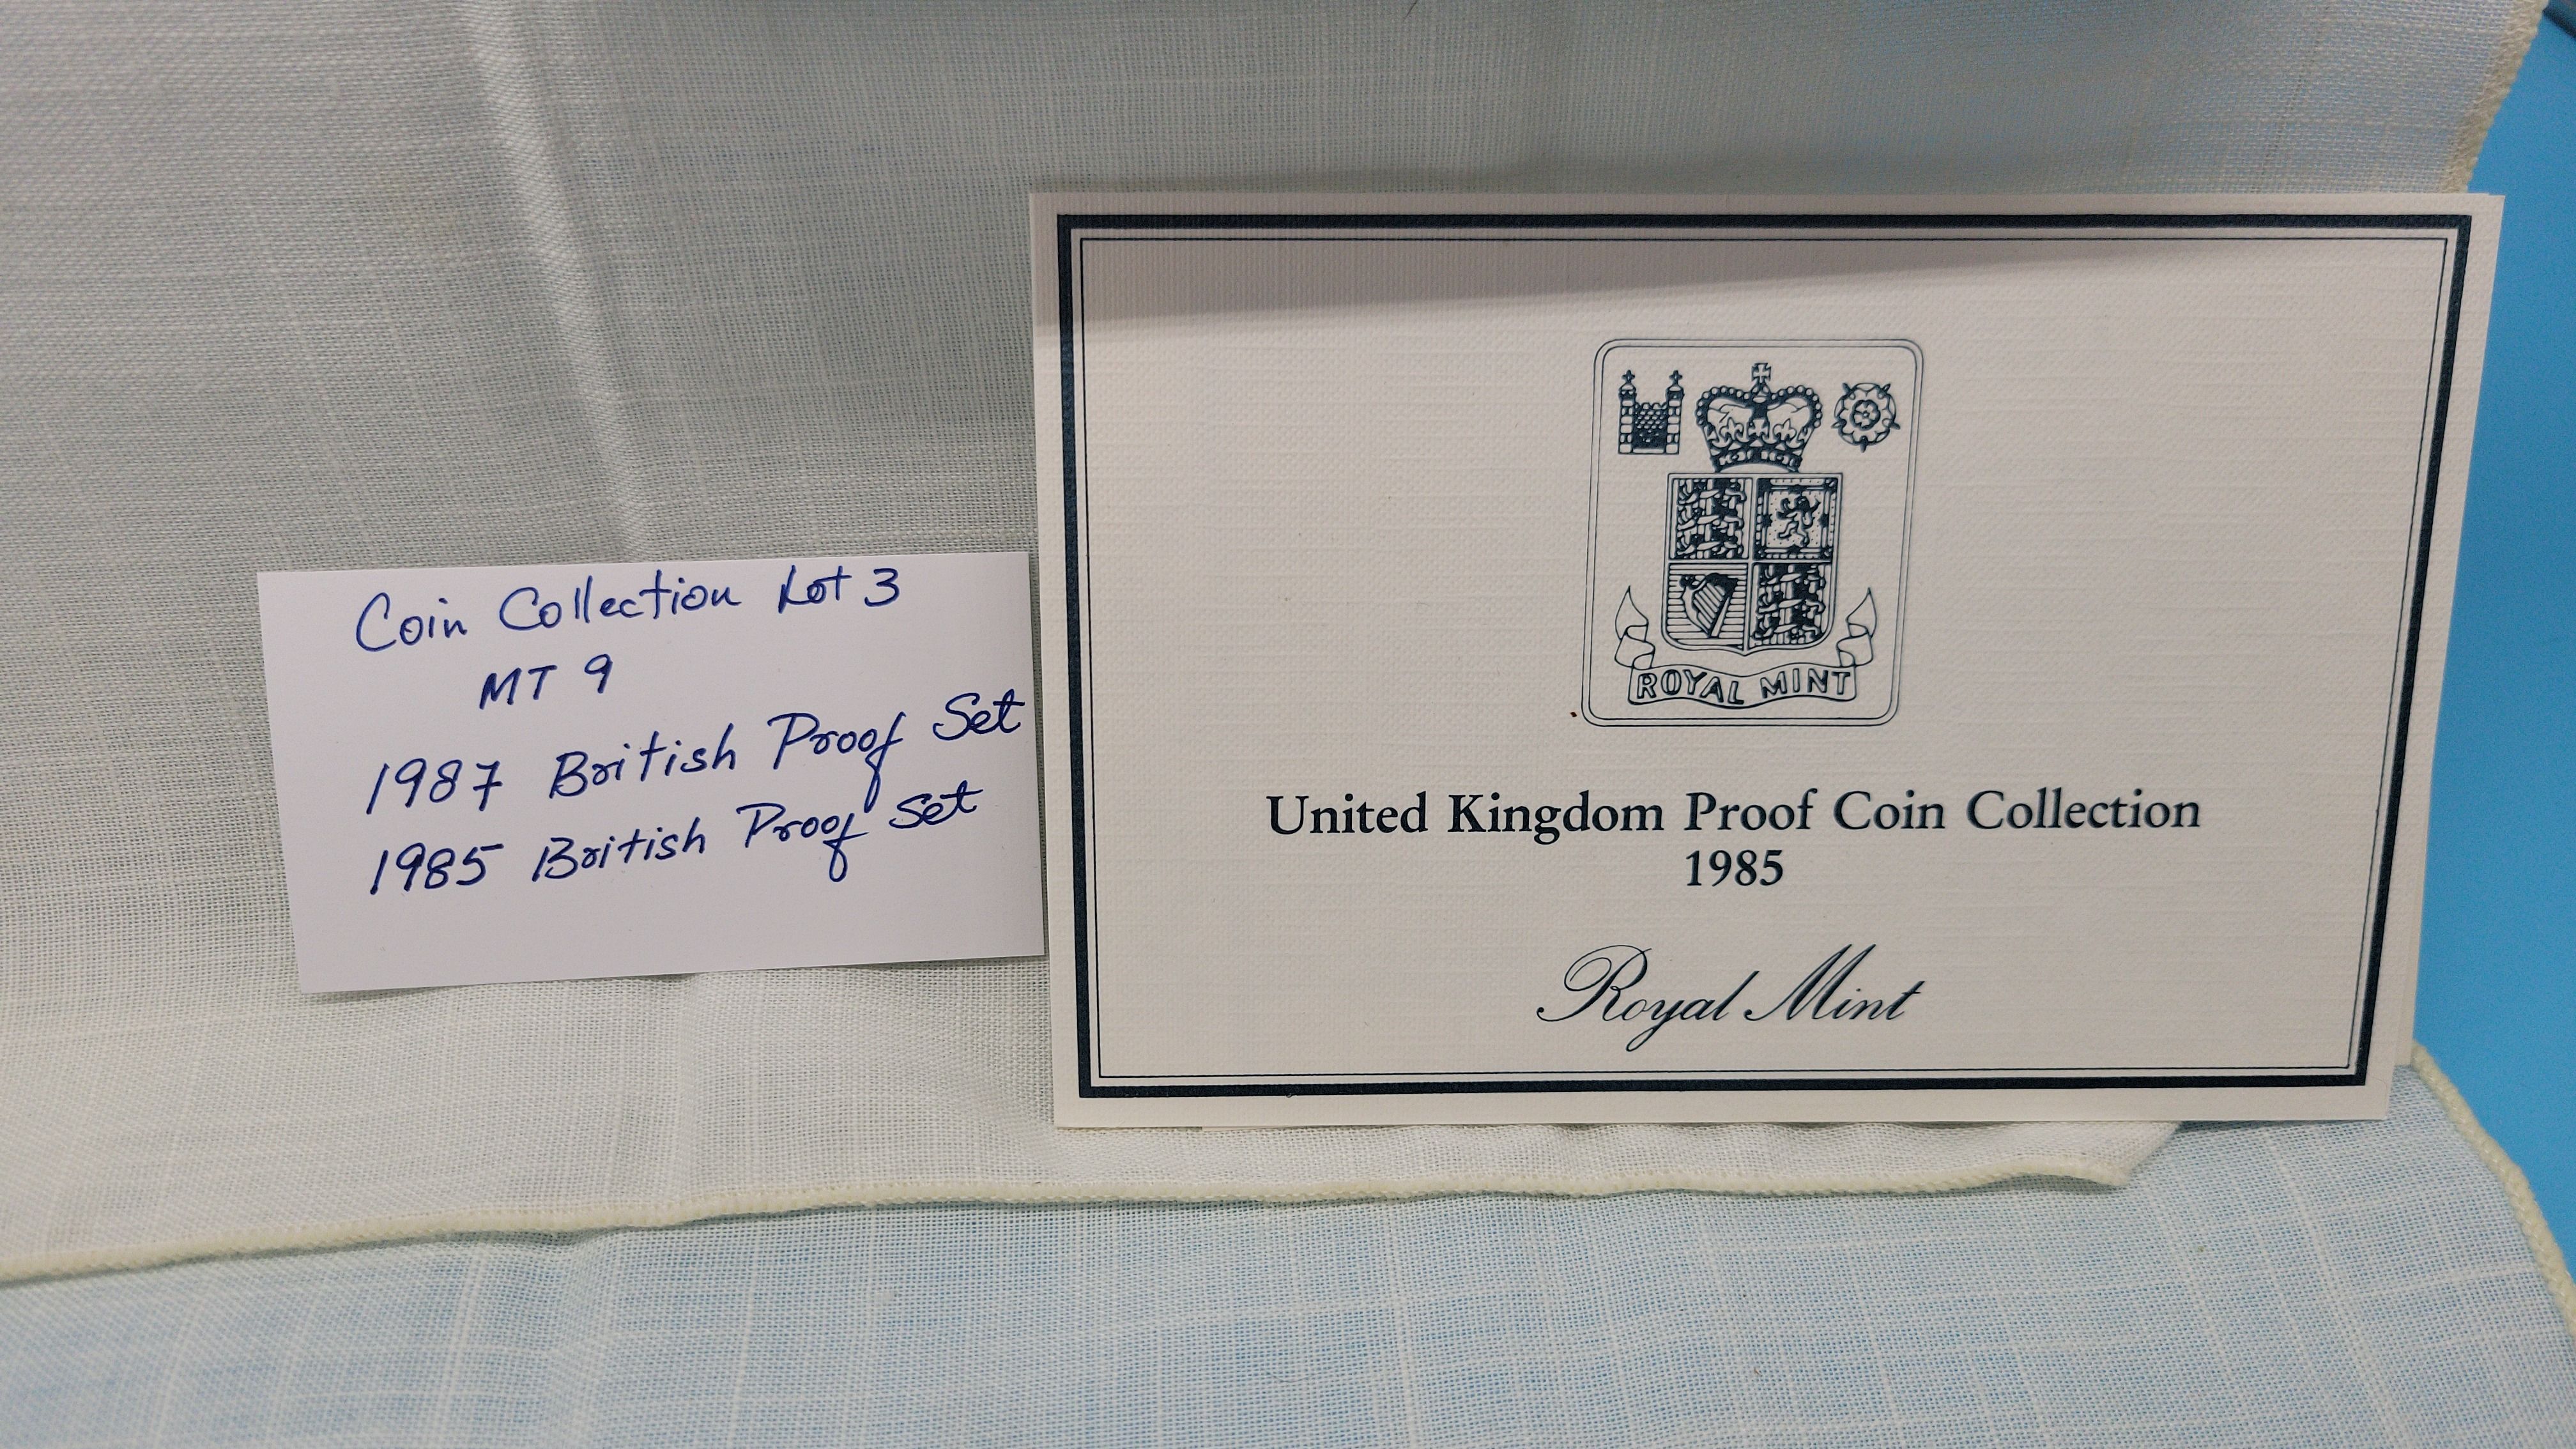 Coin Collection Lot 3
MT 9
1987 British Proof Set
1985 British Proof Set
ROYAL MINT
United Kingdom Proof Coin Collection
1985
Royal Mint